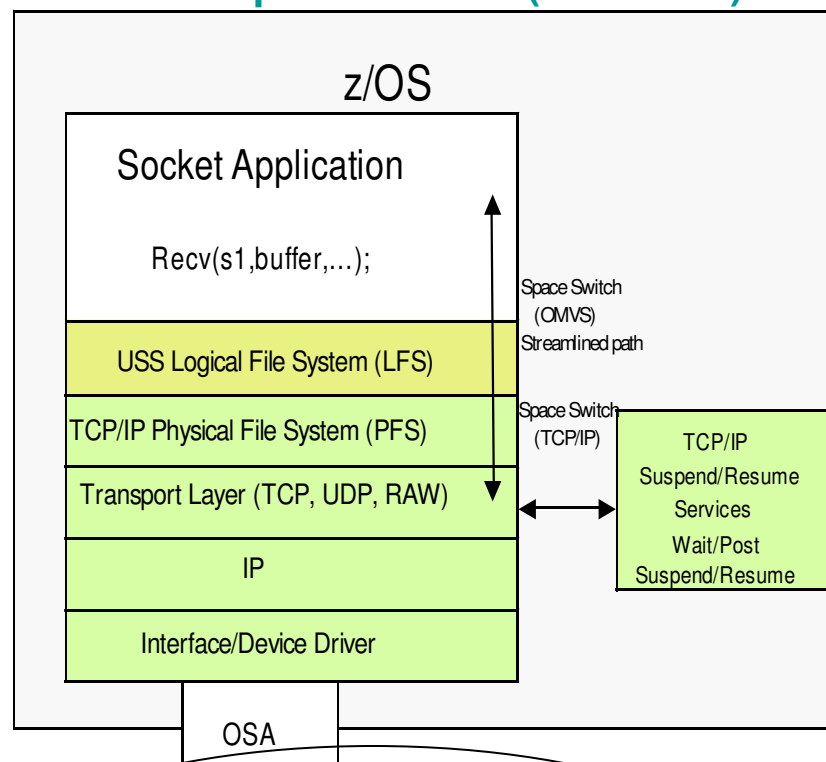 z/OS
Socket Application
Recv(s1,buffer,...);
Space Switch
(OMVS)
Streamlined path
USS Logical File System (LFS)
Space Switch
(TCP/IP)
TCP/IP Physical File System (PFS)
Transport Layer (TCP, UDP, RAW)
IP
Interface/Device Driver
TCP/IP
Suspend/Resume
Services
Wait/Post
Suspend/Resume
OSA